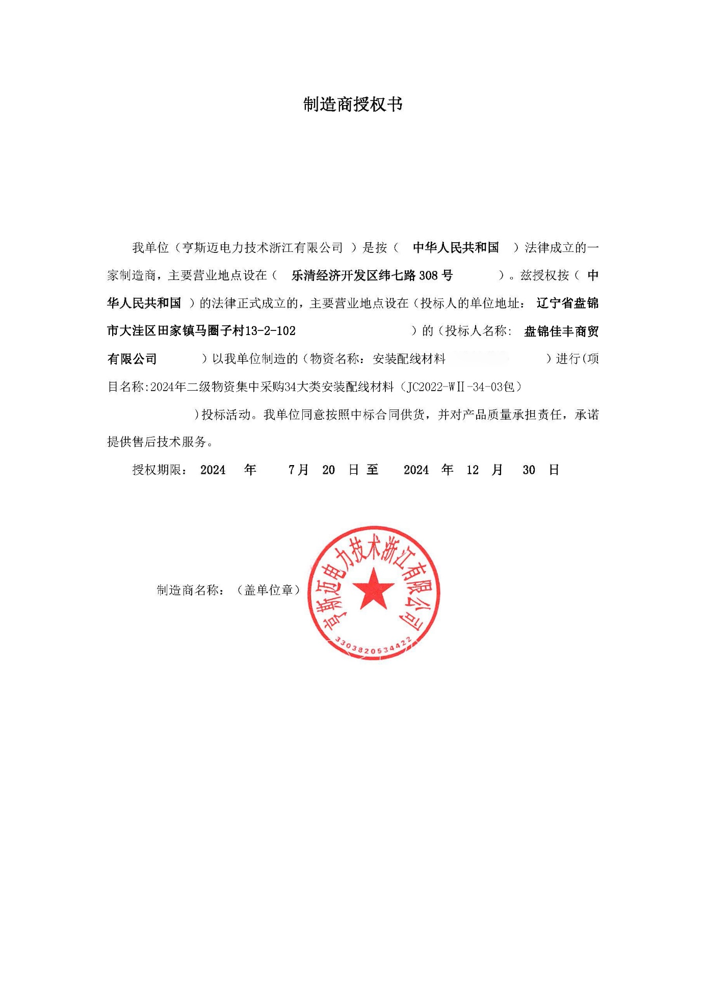 制造商授权书
我单位（亨斯迈电力技术浙江有限公司 ）是按（ 中华人民共和国 ）法律成立的一
家制造商，主要营业地点设在（ 乐清经济开发区纬七路 308 号 ）。兹授权按（ 中
华人民共和国 ）的法律正式成立的，主要营业地点设在（投标人的单位地址： 辽宁省盘锦
市大洼区田家镇马圈子村13-2-102 ）的（投标人名称： 盘锦佳丰商贸
有限公司 ）以我单位制造的（物资名称：安装配线材料 ）进行(项
目名称:2024年二级物资集中采购34大类安装配线材料（JC2022-WⅡ-34-03包）
)投标活动。我单位同意按照中标合同供货，并对产品质量承担责任，承诺
提供售后技术服务。
授权期限： 2024 年 7月 20 日 至 2024 年 12 月 30 日
制造商名称：（盖单位章）
亨斯迈电力技术浙江有限公司
3303820534422